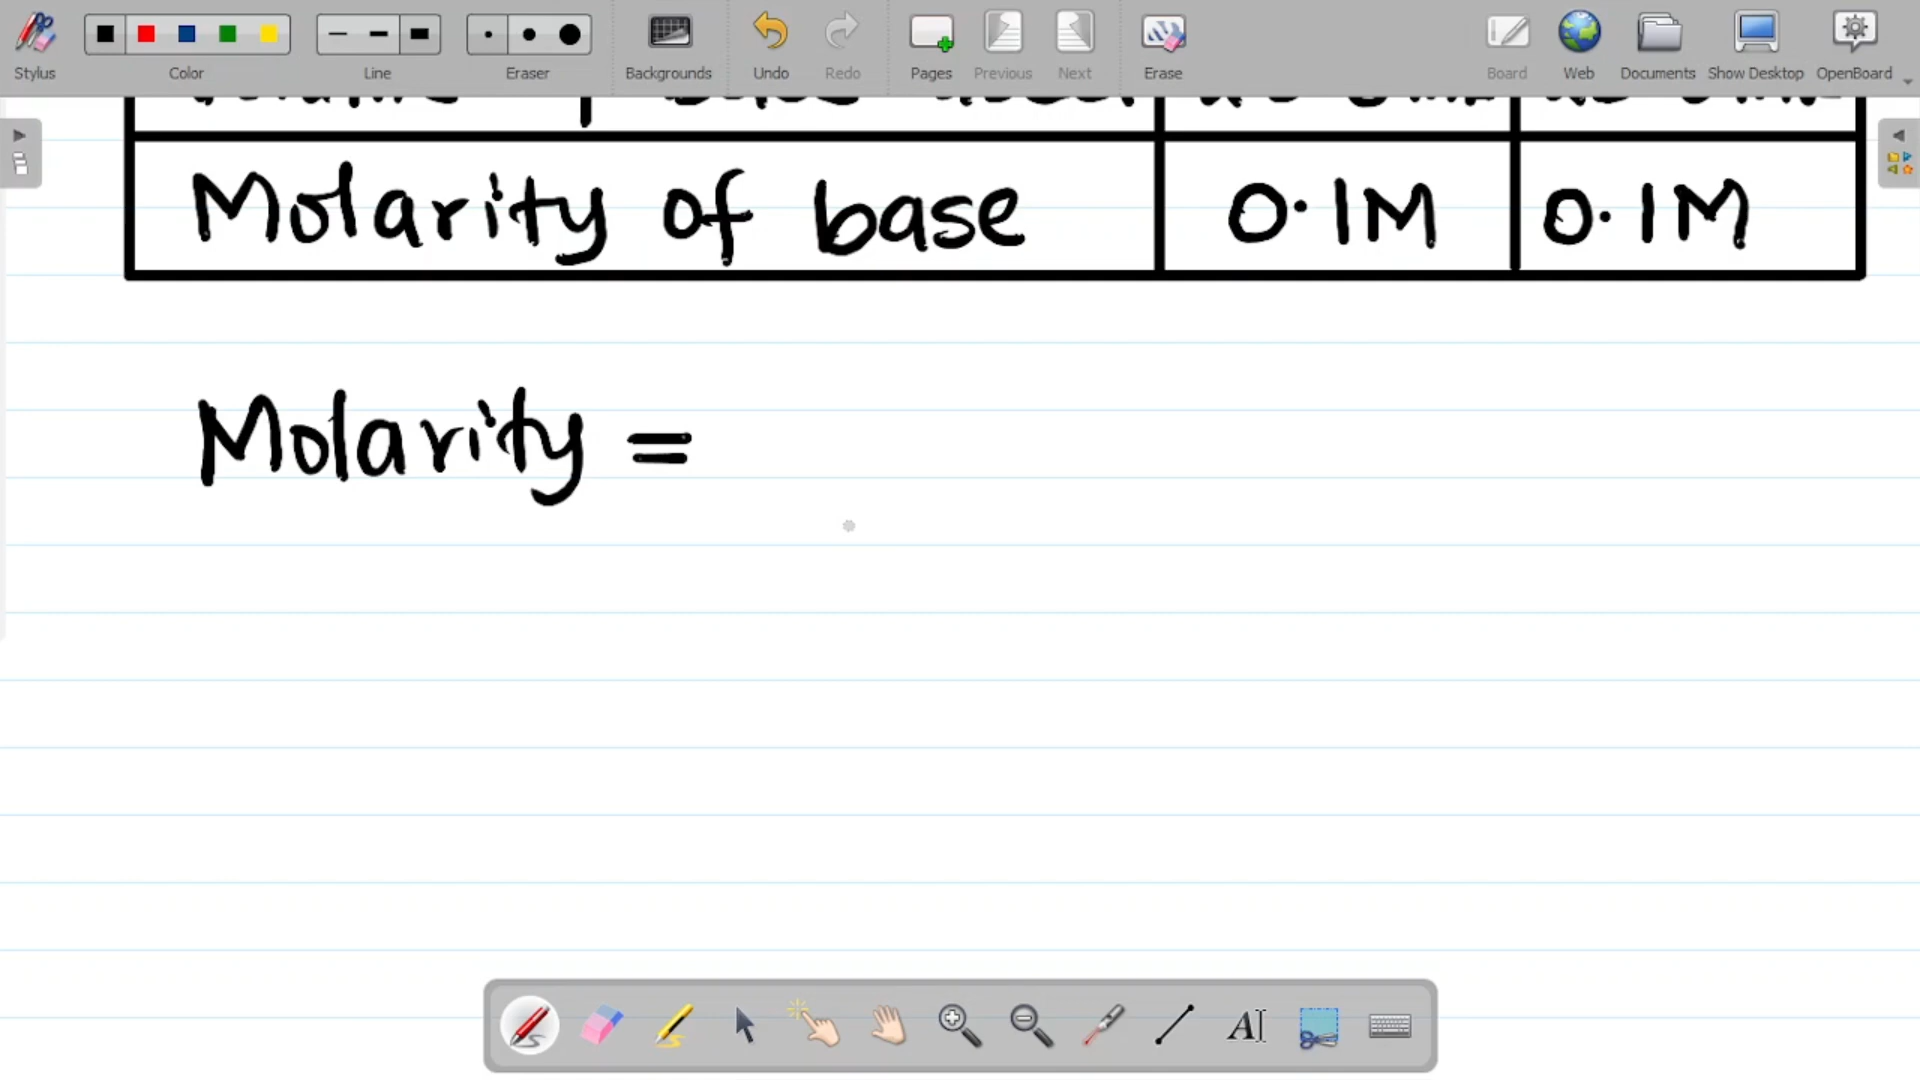 Stylus Color Line Eraser Backgrounds Undo Redo Pages Previous Next Erase Board Web Documents Show Desktop OpenBoard
Molarity of base 0.1M 0.1M
Molarity =
A